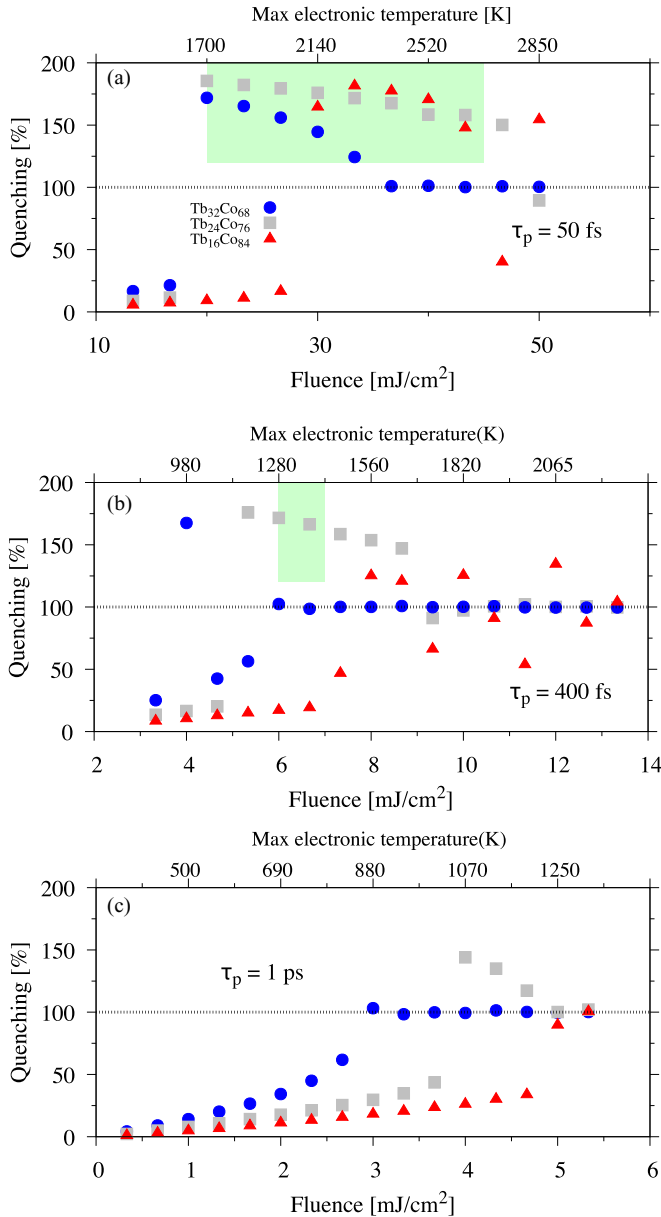 Max electronic temperature [K]
1700 2140 2520 2850
(a)
200
150
100
50
0
Quenching [%]
Tb32Co68
Tb24Co76
Tb16Co84
τp = 50 fs
10 30 50
Fluence [mJ/cm²]
Max electronic temperature(K)
980 1280 1560 1820 2065
(b)
200
150
100
50
0
Quenching [%]
τp = 400 fs
2 4 6 8 10 12 14
Fluence [mJ/cm²]
Max electronic temperature(K)
500 690 880 1070 1250
(c)
200
150
100
50
0
Quenching [%]
τp = 1 ps
0 1 2 3 4 5 6
Fluence [mJ/cm²]